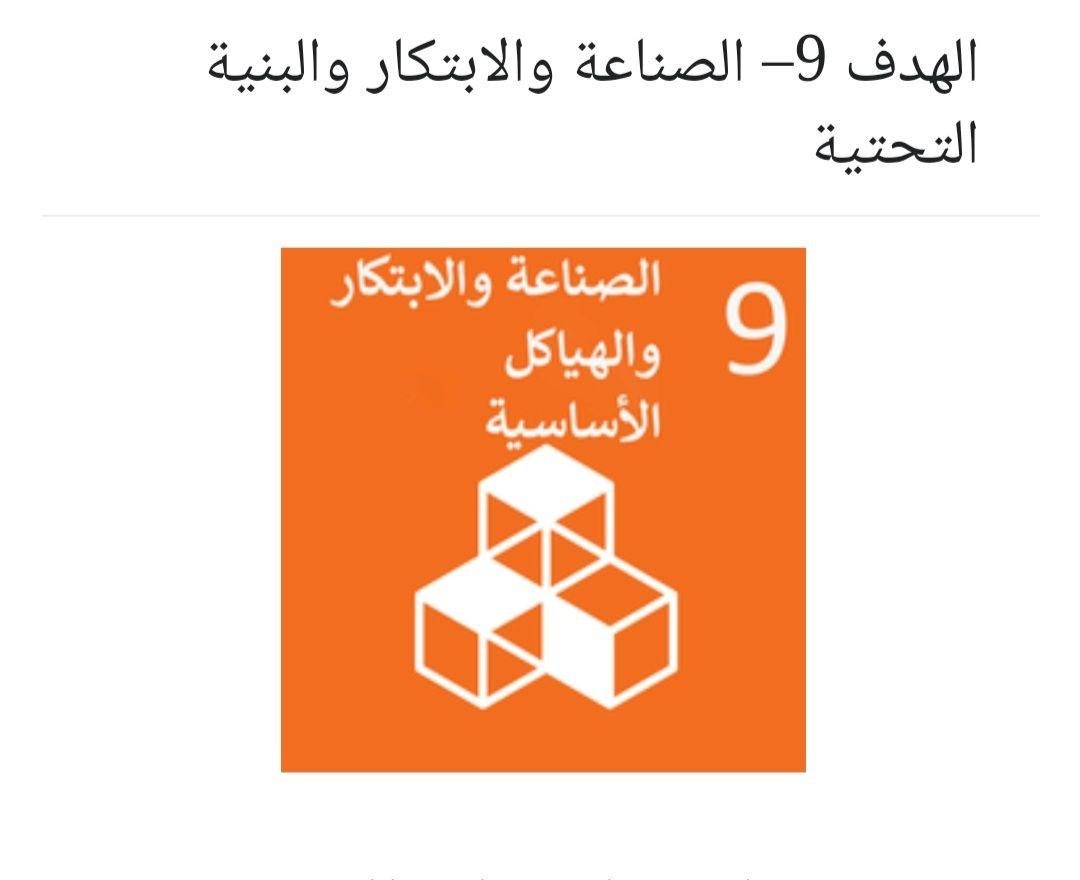 الهدف 9– الصناعة والابتكار والبنية
التحتية
9
الصناعة والابتكار
والهياكل
الأساسية